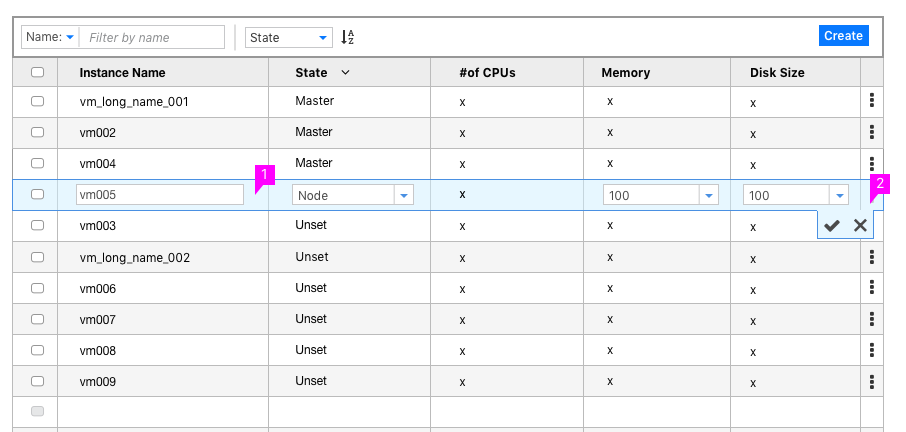 Name: Filter by name State A Z Create
Instance Name State #of CPUs Memory Disk Size
vm_long_name_001 Master x x x
vm002 Master x x x
vm004 Master x x x
1 2
vm005 Node x 100 100
vm003 Unset x x x
vm_long_name_002 Unset x x x
vm006 Unset x x x
vm007 Unset x x x
vm008 Unset x x x
vm009 Unset x x x